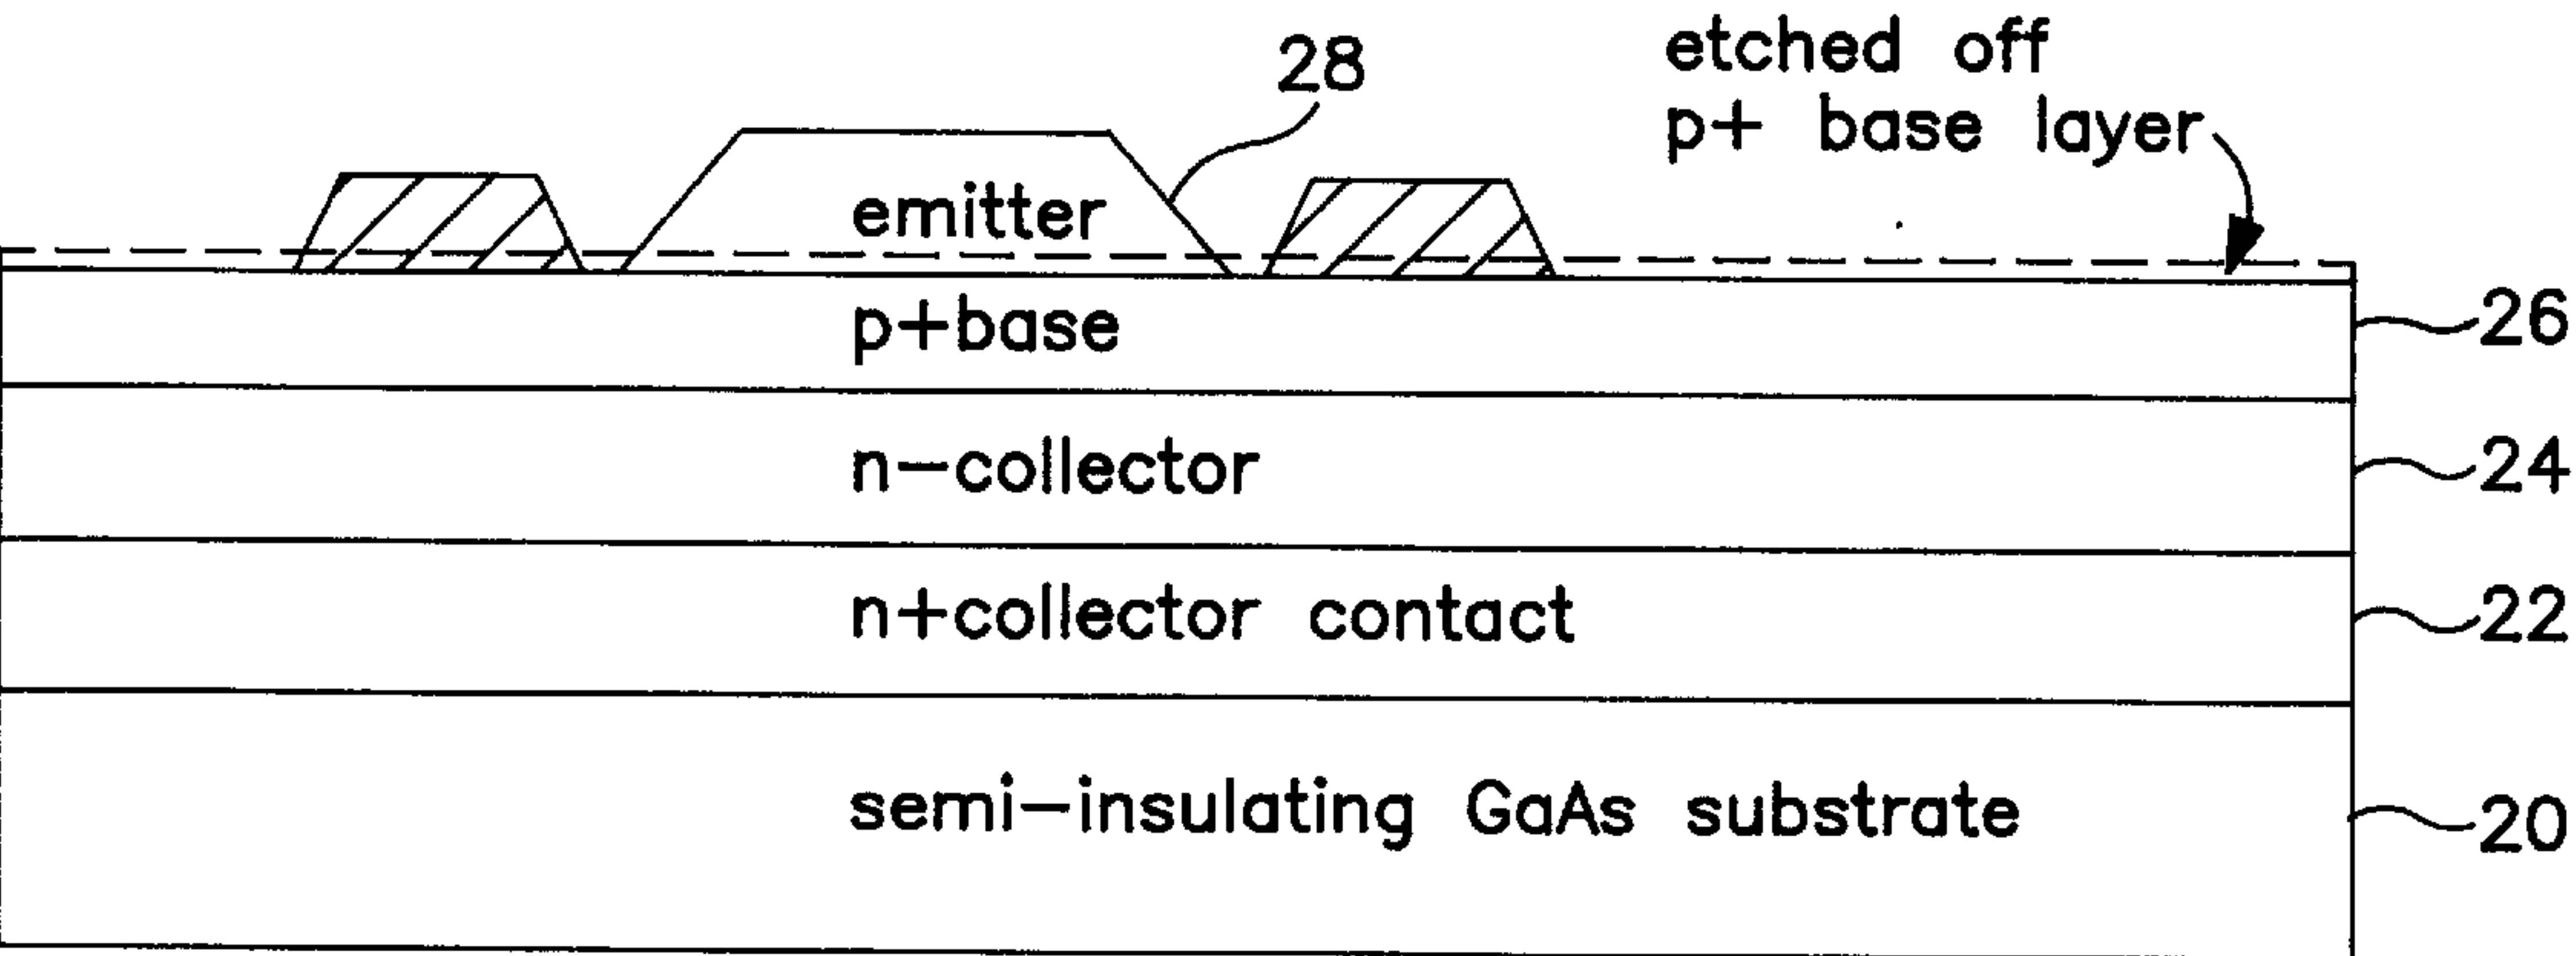 28
etched off
p+ base layer
emitter
p+base
26
n-collector
24
n+collector contact
22
semi-insulating GaAs substrate
20